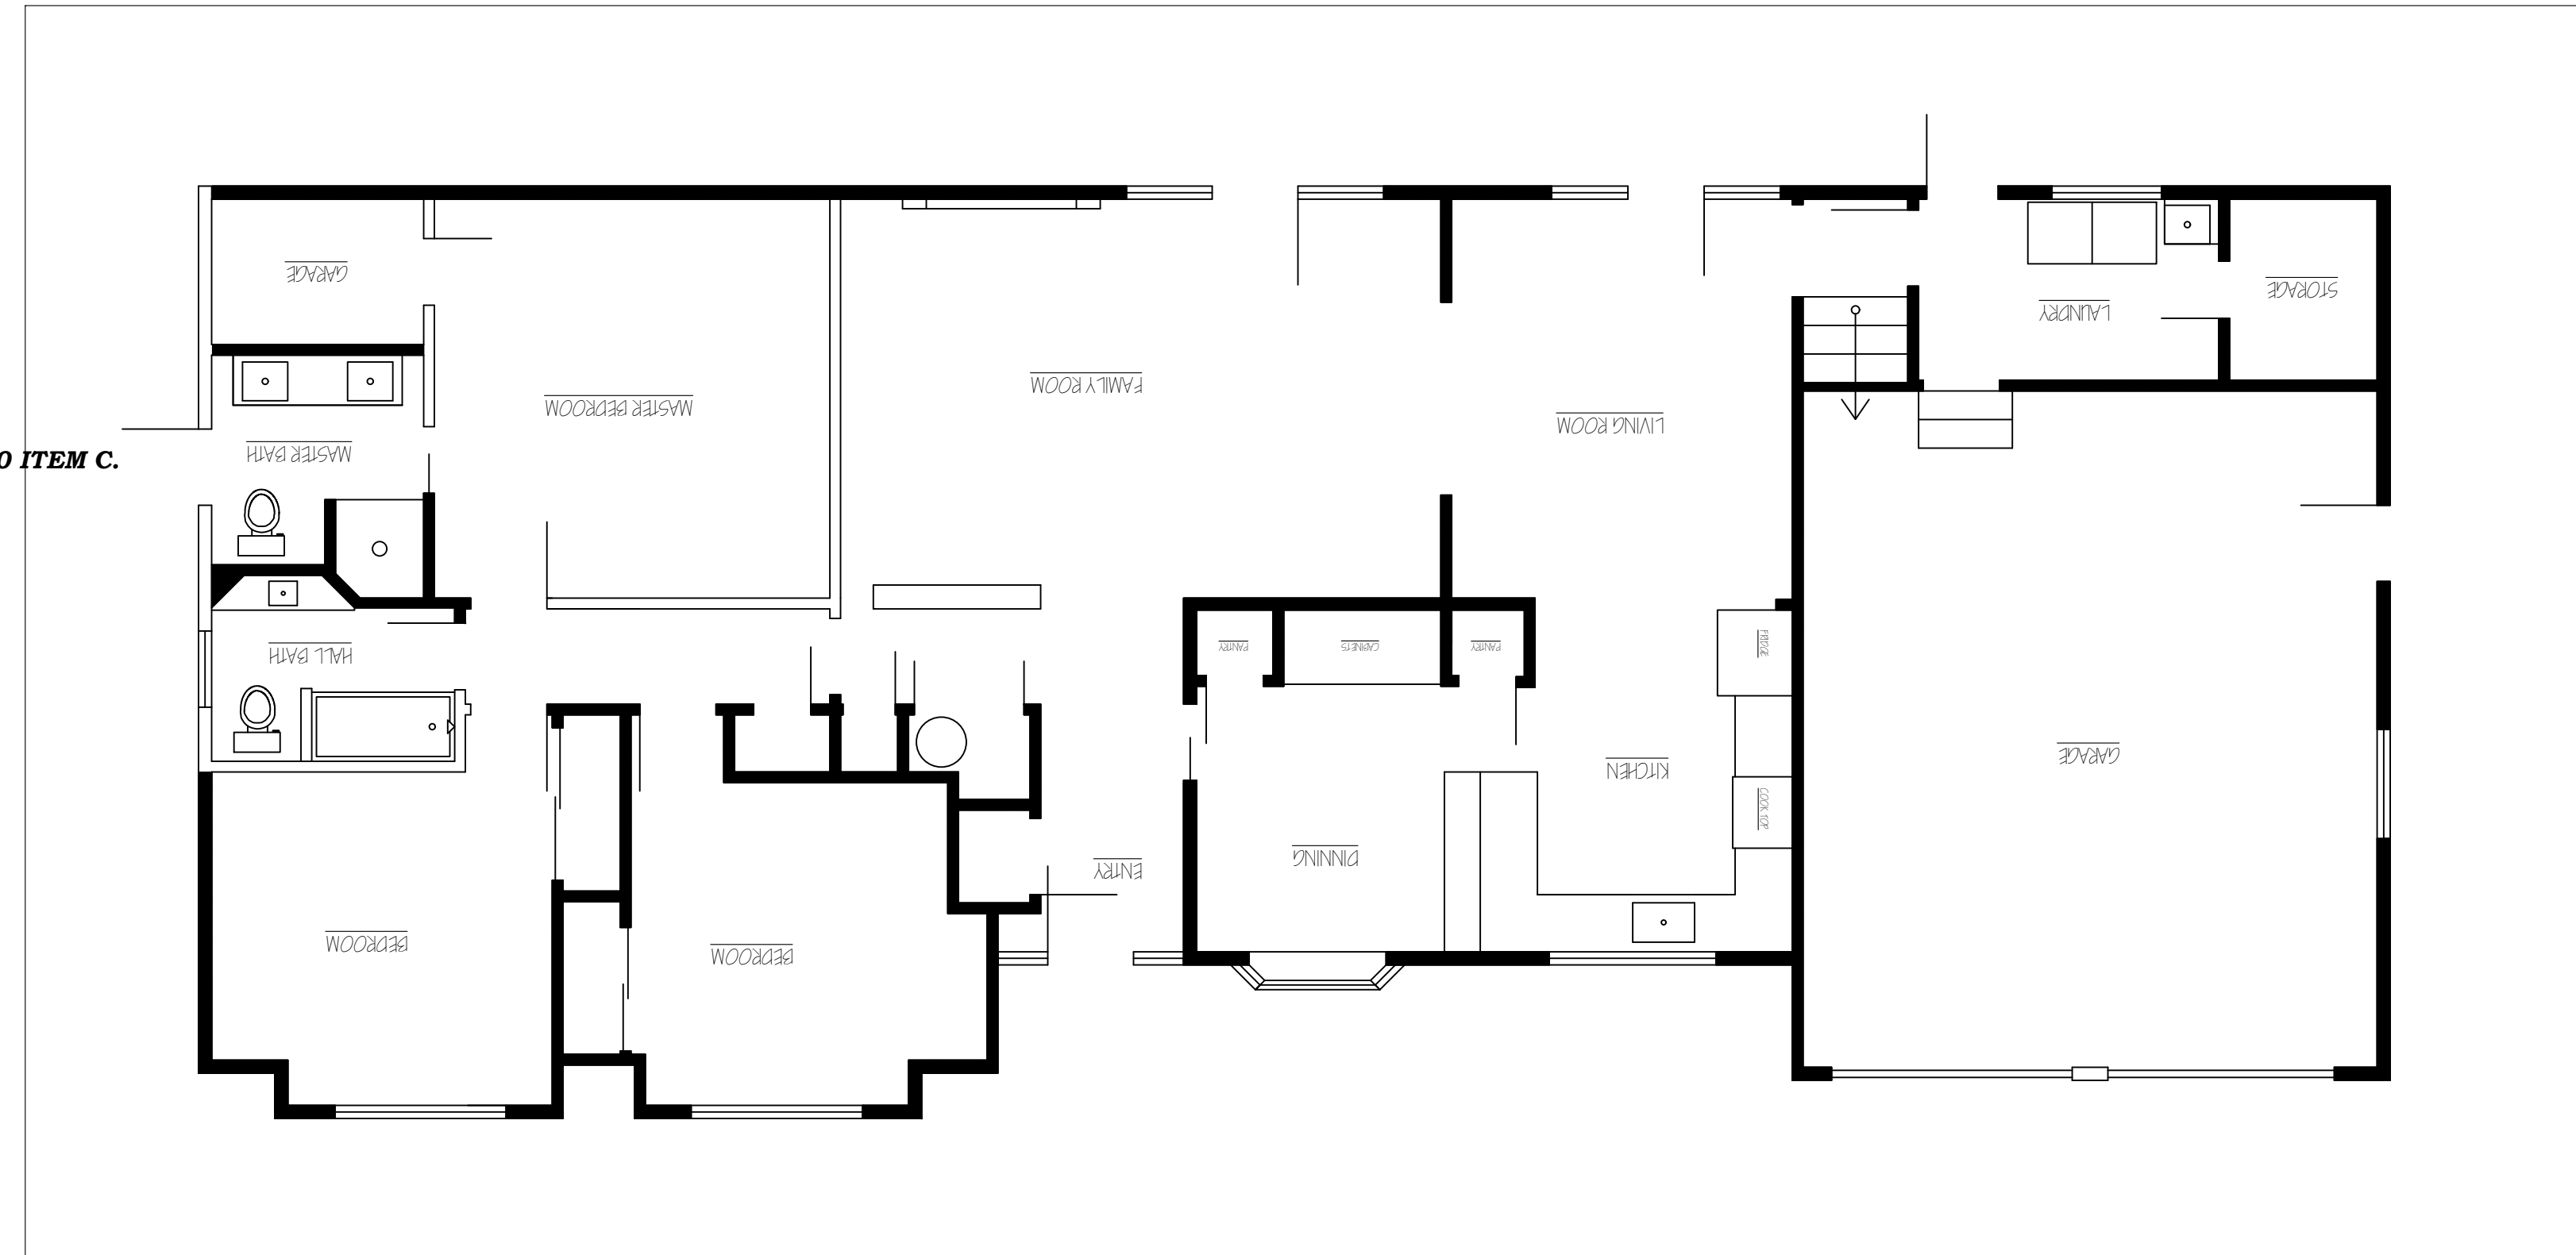 GARAGE
STORAGE
LAUNDRY
FAMILY ROOM
MASTER BEDROOM
LIVING ROOM
MASTER BATH
0 ITEM C.
PANTRY
CABINETS
PANTRY
FRIDGE
HALL BATH
GARAGE
KITCHEN
COOK TOP
DINNING
ENTRY
BEDROOM
BEDROOM